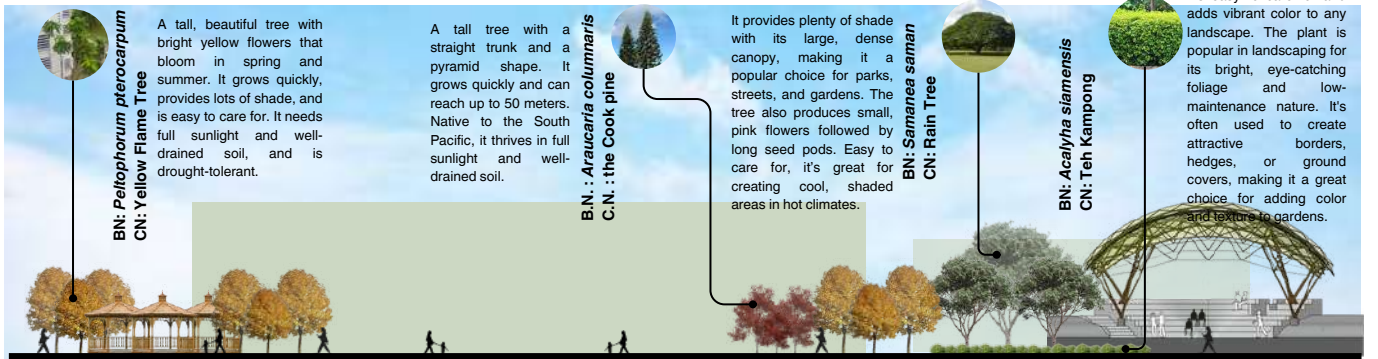 BN: Peltophorum pterocarpum
CN: Yellow Flame Tree
A tall, beautiful tree with
bright yellow flowers that
bloom in spring and
summer. It grows quickly,
provides lots of shade, and
is easy to care for. It needs
full sunlight and well-
drained soil, and is
drought-tolerant.
A tall tree with a
straight trunk and a
pyramid shape. It
grows quickly and can
reach up to 50 meters.
Native to the South
Pacific, it thrives in full
sunlight and well-
drained soil.
B.N. : Araucaria columnaris
C.N. : the Cook pine
It provides plenty of shade
with its large, dense
canopy, making it a
popular choice for parks,
streets, and gardens. The
tree also produces small,
pink flowers followed by
long seed pods. Easy to
care for, it's great for
creating cool, shaded
areas in hot climates.
BN: Samanea saman
CN: Rain Tree
BN: Acalyha siamensis
CN: Teh Kampong
adds vibrant color to any
landscape. The plant is
popular in landscaping for
its bright, eye-catching
foliage and low-
maintenance nature. It's
often used to create
attractive borders,
hedges, or ground
covers, making it a great
choice for adding color
and texture to gardens.